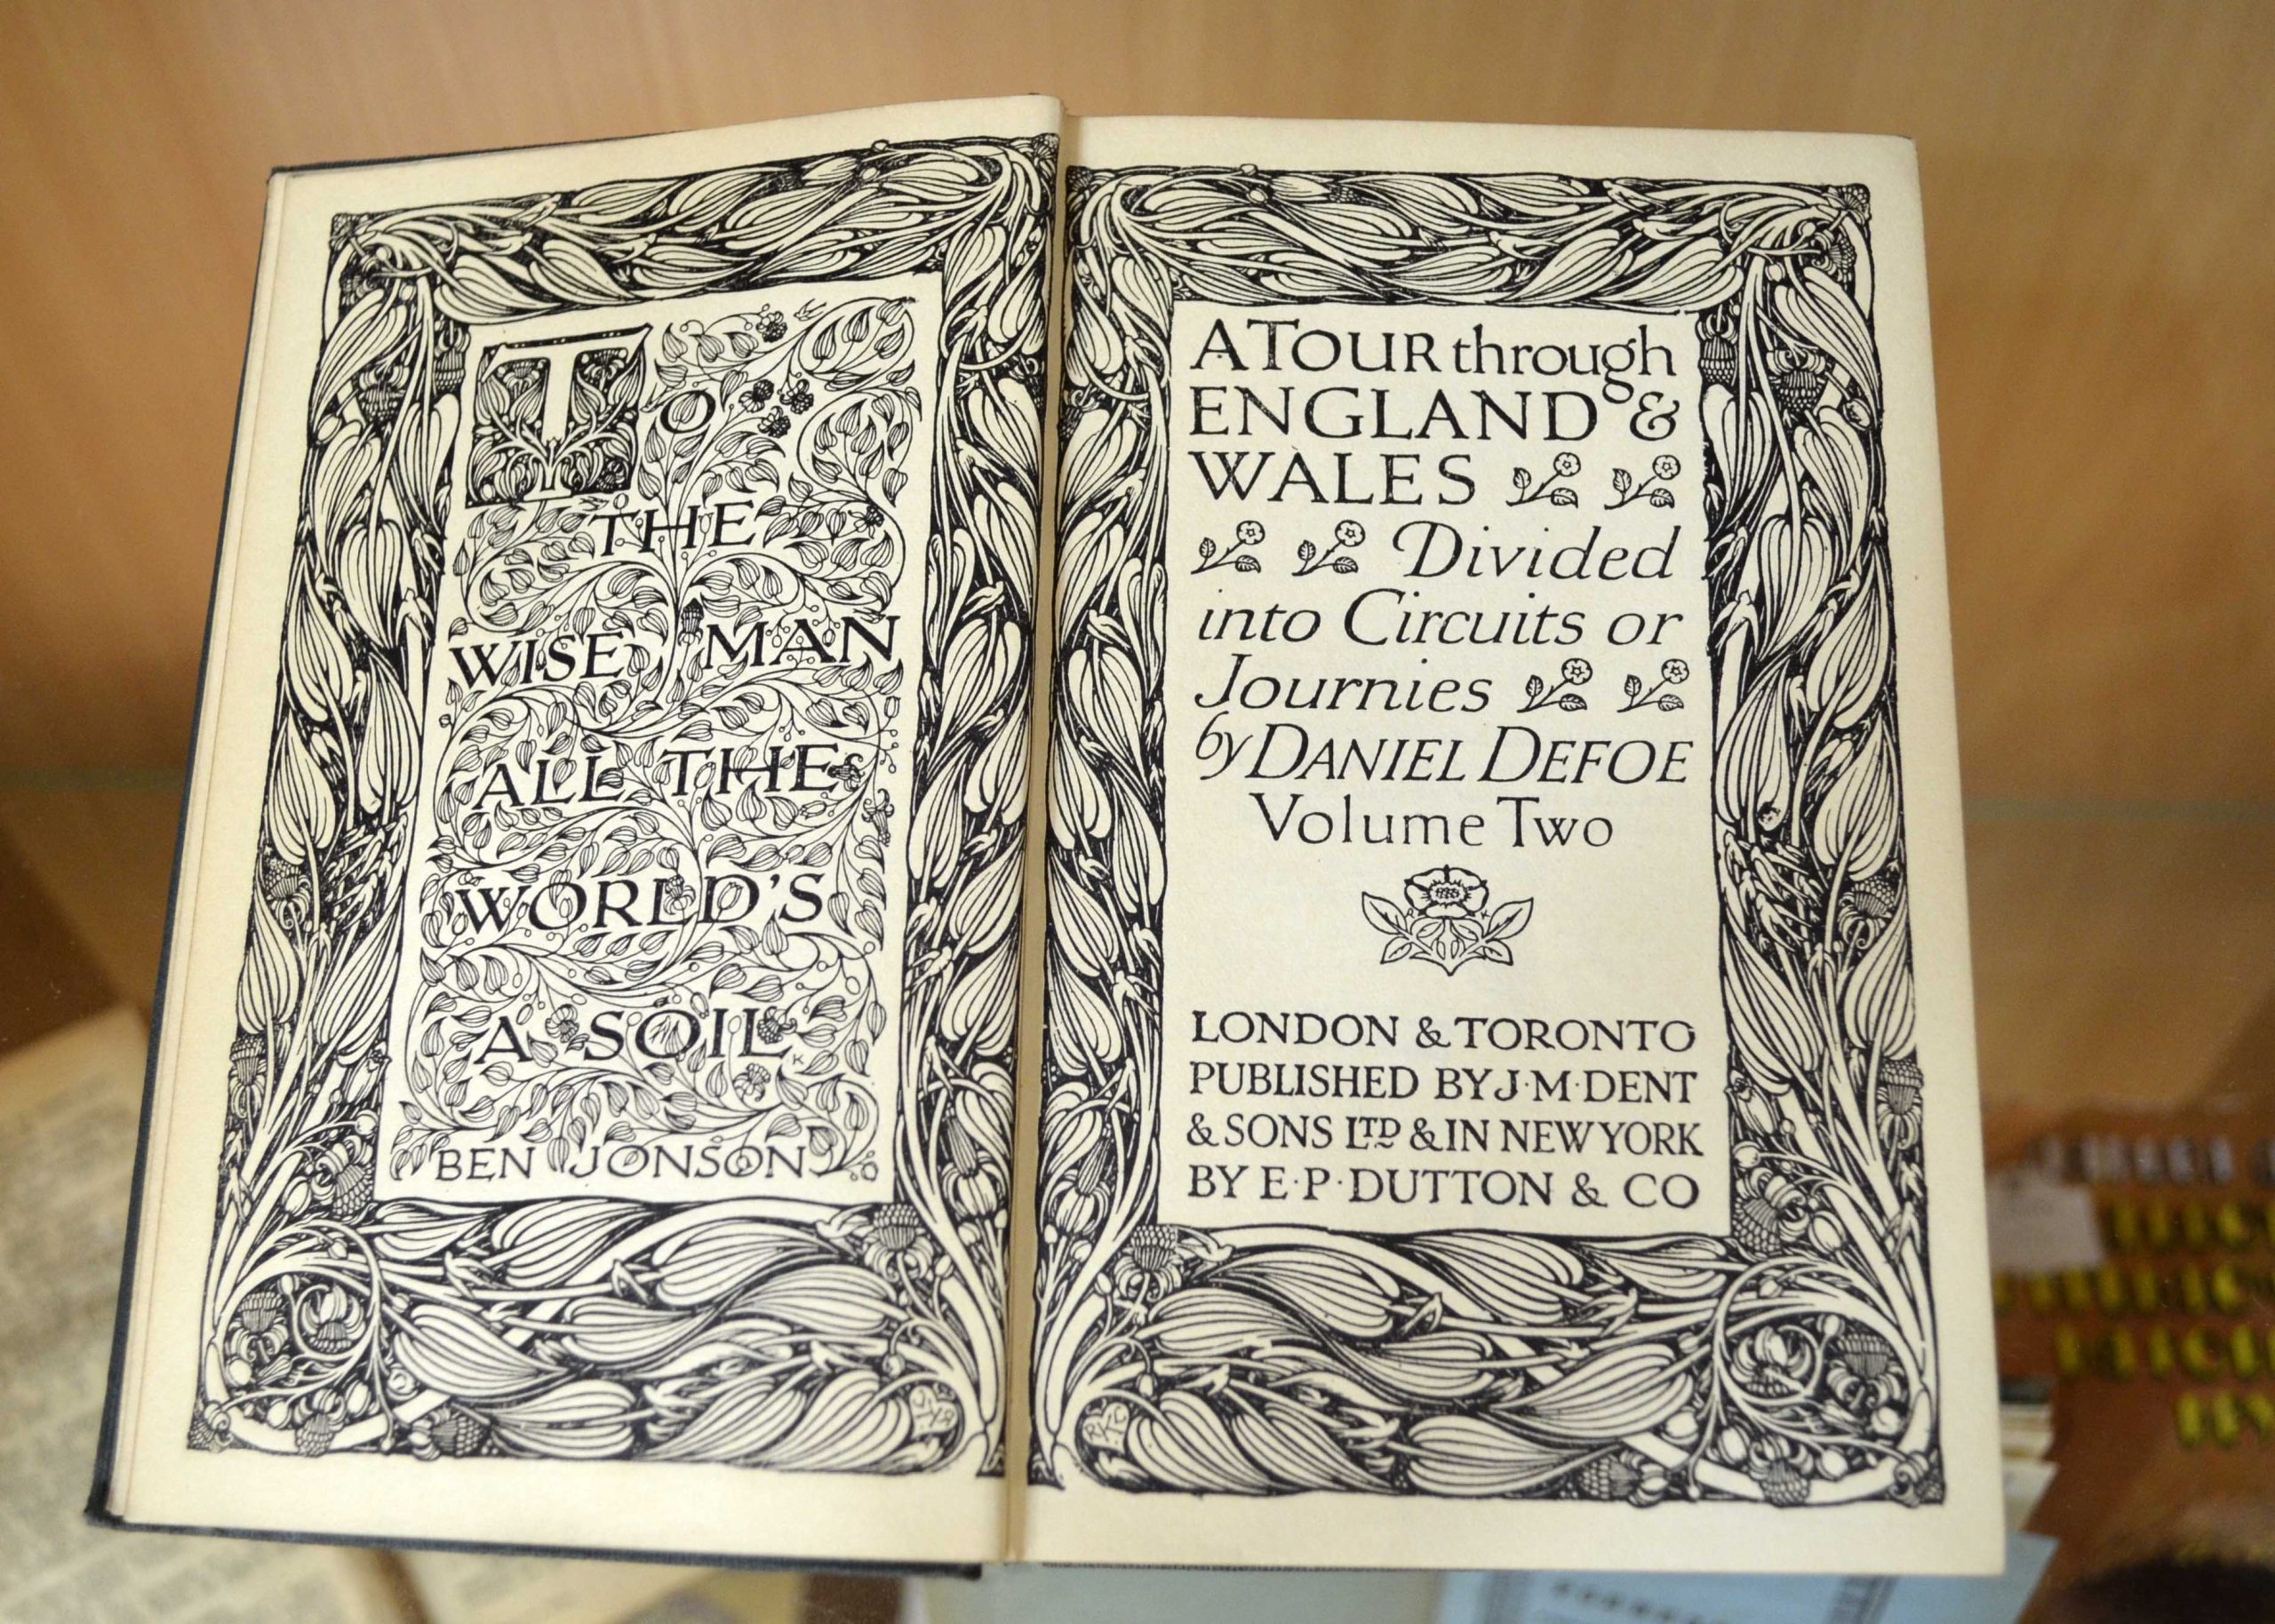 TO
THE
WISE MAN
ALL THE
WORLD'S
A SOIL
BEN JONSON
A TOUR through
ENGLAND &
WALES
Divided
into Circuits or
Journies
by DANIEL DEFOE
Volume Two
LONDON & TORONTO
PUBLISHED BY J·M·DENT
& SONS LTD & IN NEW YORK
BY E·P·DUTTON & CO